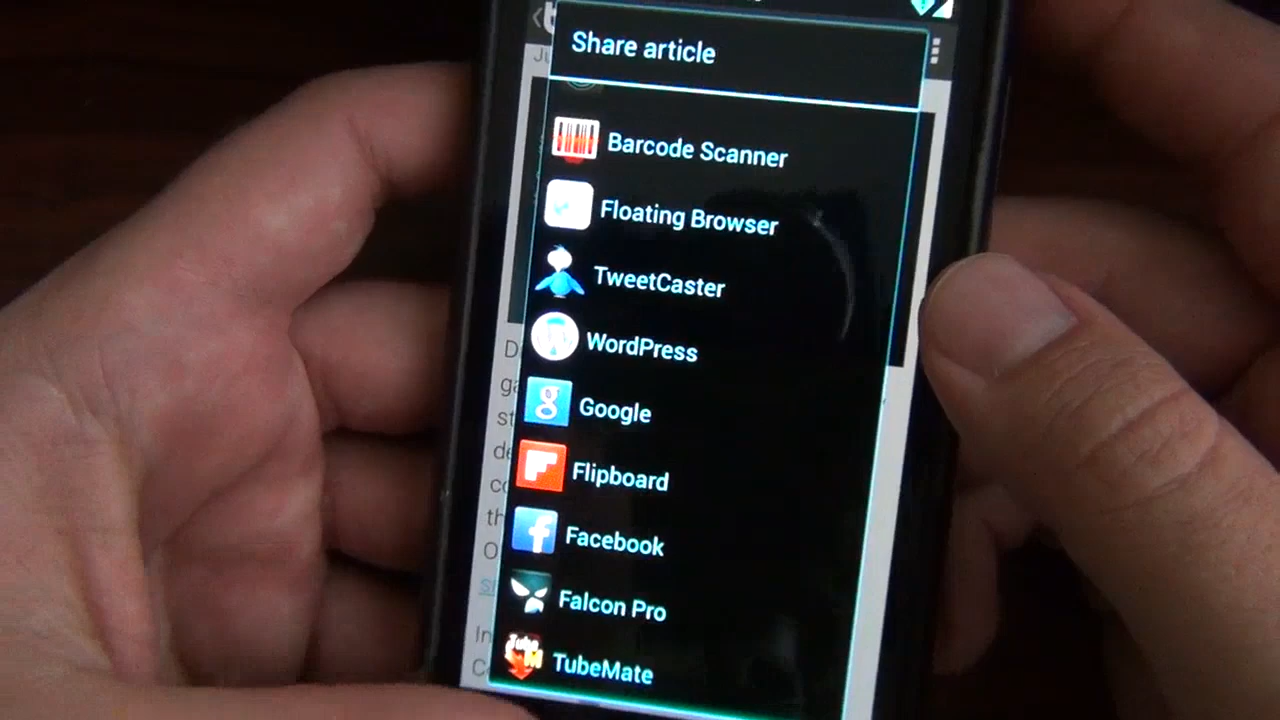 Share article
Barcode Scanner
Floating Browser
TweetCaster
WordPress
Google
Flipboard
Facebook
Falcon Pro
TubeMate